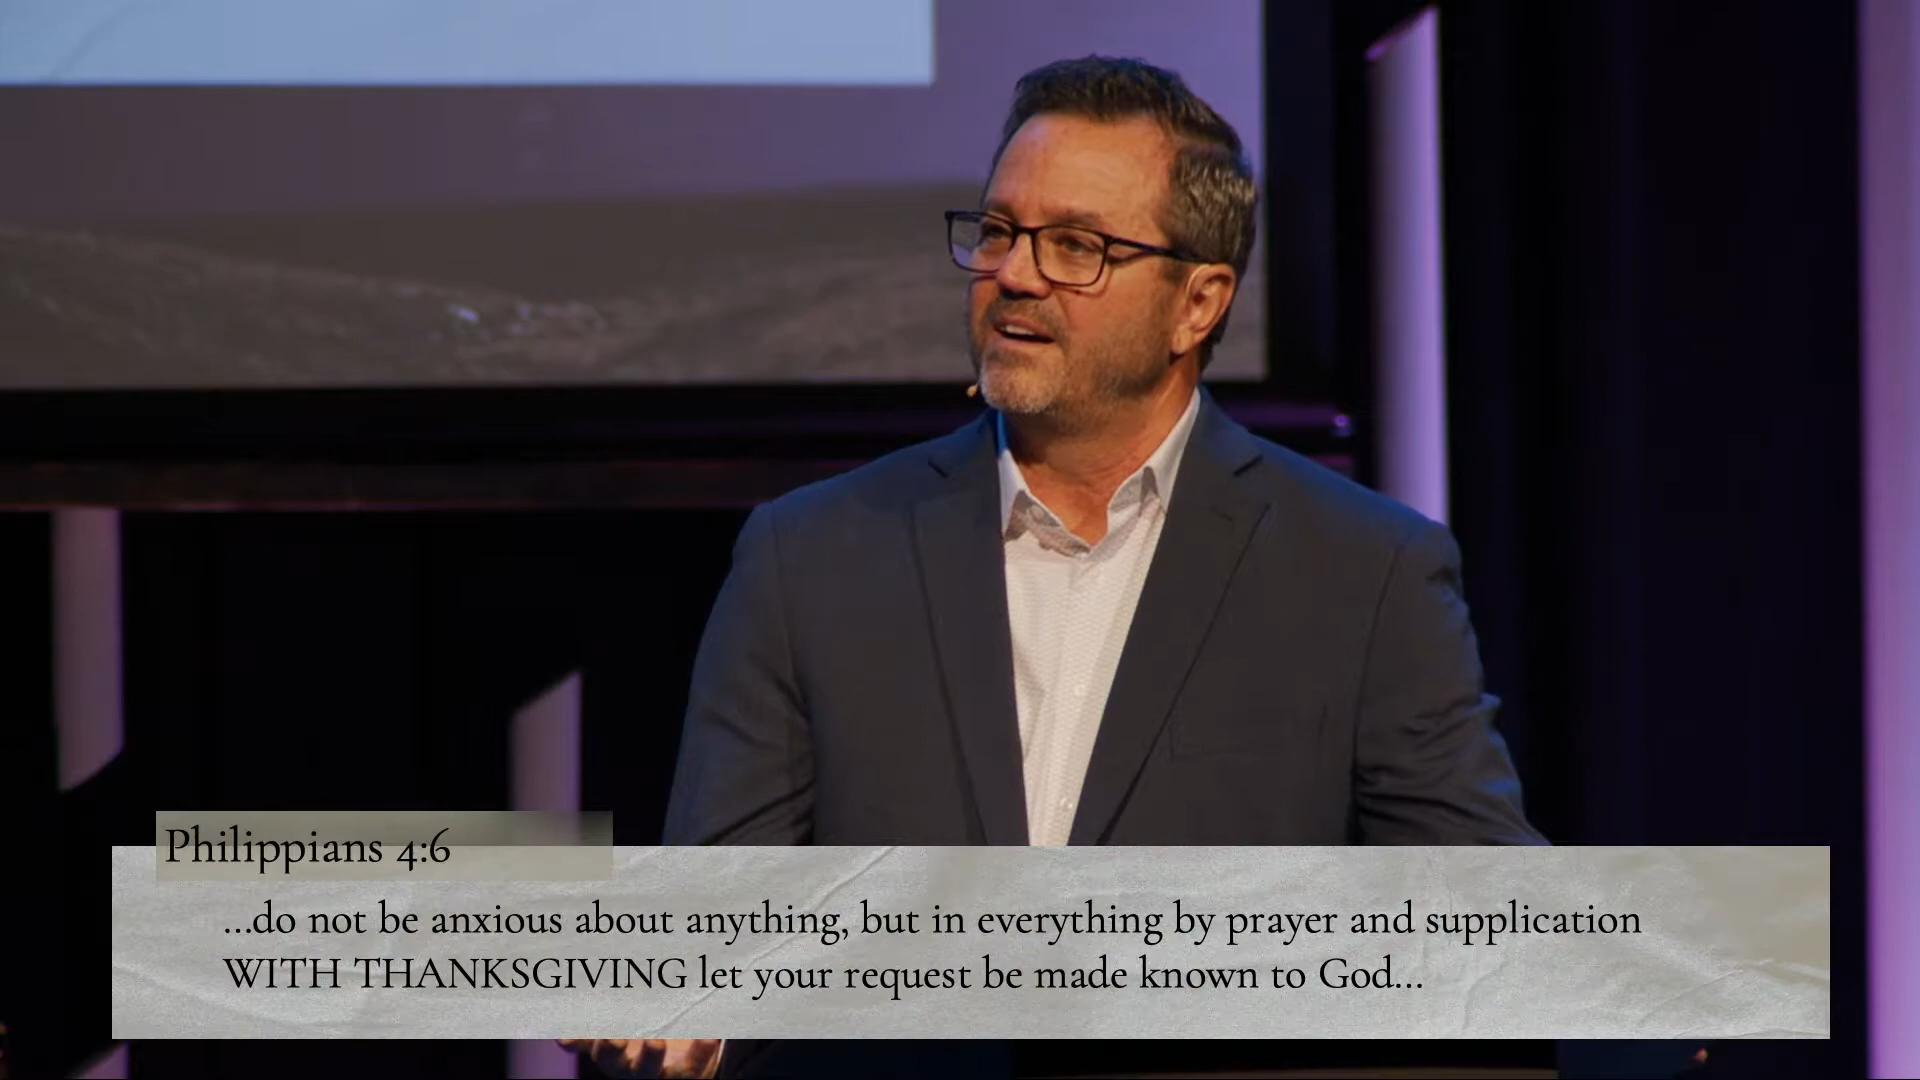 Philippians 4:6
...do not be anxious about anything, but in everything by prayer and supplication
WITH THANKSGIVING let your request be made known to God...